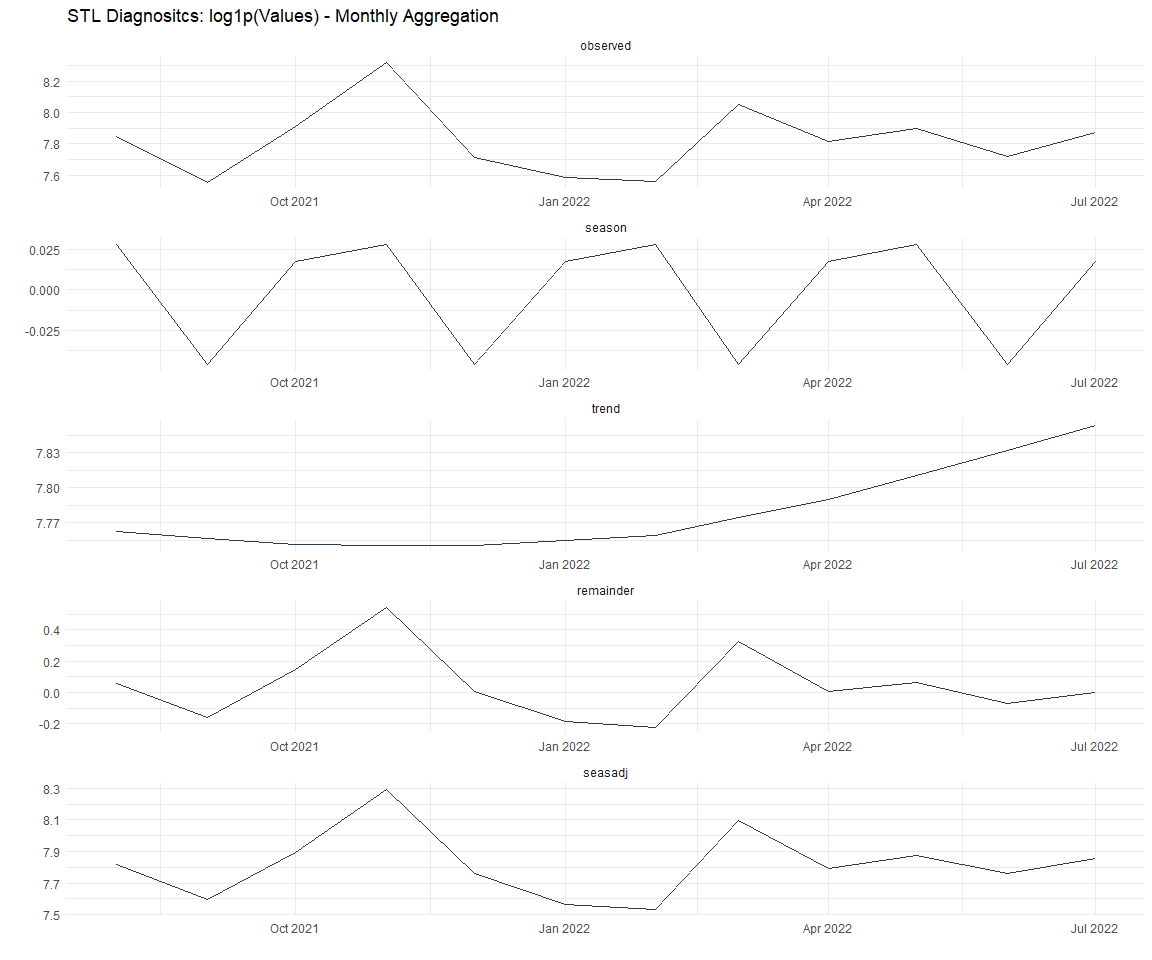 STL Diagnositcs: log1p(Values) - Monthly Aggregation
observed
8.2
8.0
7.8
7.6
Oct 2021 Jan 2022 Apr 2022 Jul 2022
season
0.025
0.000
-0.025
Oct 2021 Jan 2022 Apr 2022 Jul 2022
trend
7.83
7.80
7.77
Oct 2021 Jan 2022 Apr 2022 Jul 2022
remainder
0.4
0.2
0.0
-0.2
Oct 2021 Jan 2022 Apr 2022 Jul 2022
seasadj
8.3
8.1
7.9
7.7
7.5
Oct 2021 Jan 2022 Apr 2022 Jul 2022